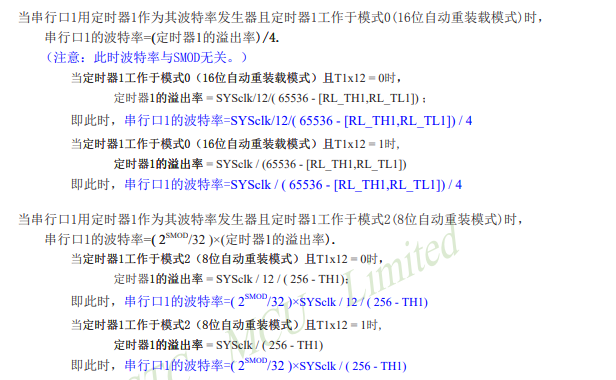 当串行口1用定时器1作为其波特率发生器且定时器1工作于模式0(16位自动重装载模式)时，
串行口1的波特率=(定时器1的溢出率)/4.
（注意：此时波特率与SMOD无关。）
当定时器1工作于模式0（16位自动重装载模式）且T1x12 = 0时，
定时器1的溢出率 = SYSclk/12/( 65536 - [RL_TH1,RL_TL1])；
即此时，串行口1的波特率=SYSclk/12/( 65536 - [RL_TH1,RL_TL1]) / 4
当定时器1工作于模式0（16位自动重装载模式）且T1x12 = 1时,
定时器1的溢出率 = SYSclk / (65536 - [RL_TH1,RL_TL1])
即此时，串行口1的波特率=SYSclk / ( 65536 - [RL_TH1,RL_TL1]) / 4
当串行口1用定时器1作为其波特率发生器且定时器1工作于模式2(8位自动重装模式)时，
串行口1的波特率=( 2^SMOD/32 )×(定时器1的溢出率).
当定时器1工作于模式2（8位自动重装模式）且T1x12 = 0时，
定时器1的溢出率 = SYSclk / 12 / ( 256 - TH1);
即此时，串行口1的波特率=( 2^SMOD/32 )×SYSclk / 12 / ( 256 - TH1)
当定时器1工作于模式2（8位自动重装模式）且T1x12 = 1时,
定时器1的溢出率 = SYSclk / ( 256 - TH1)
即此时，串行口1的波特率=( 2^SMOD/32 )×SYSclk / ( 256 - TH1)
MCU Limited